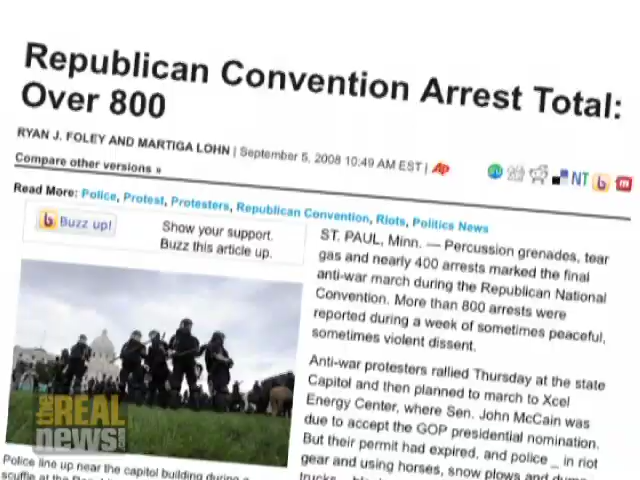 Republican Convention Arrest Total:
Over 800
RYAN J. FOLEY AND MARTIGA LOHN | September 5, 2008 10:49 AM EST | AP
Compare other versions »
NT b m
Read More: Police, Protest, Protesters, Republican Convention, Riots, Politics News
b Buzz up!
Show your support.
Buzz this article up.
ST. PAUL, Minn. — Percussion grenades, tear
gas and nearly 400 arrests marked the final
anti-war march during the Republican National
Convention. More than 800 arrests were
reported during a week of sometimes peaceful,
sometimes violent dissent.
Anti-war protesters rallied Thursday at the state
Capitol and then planned to march to Xcel
Energy Center, where Sen. John McCain was
due to accept the GOP presidential nomination.
But their permit had expired, and police _ in riot
gear and using horses, snow plows and dump
the REAL
news.com
Police line up near the capitol building during a